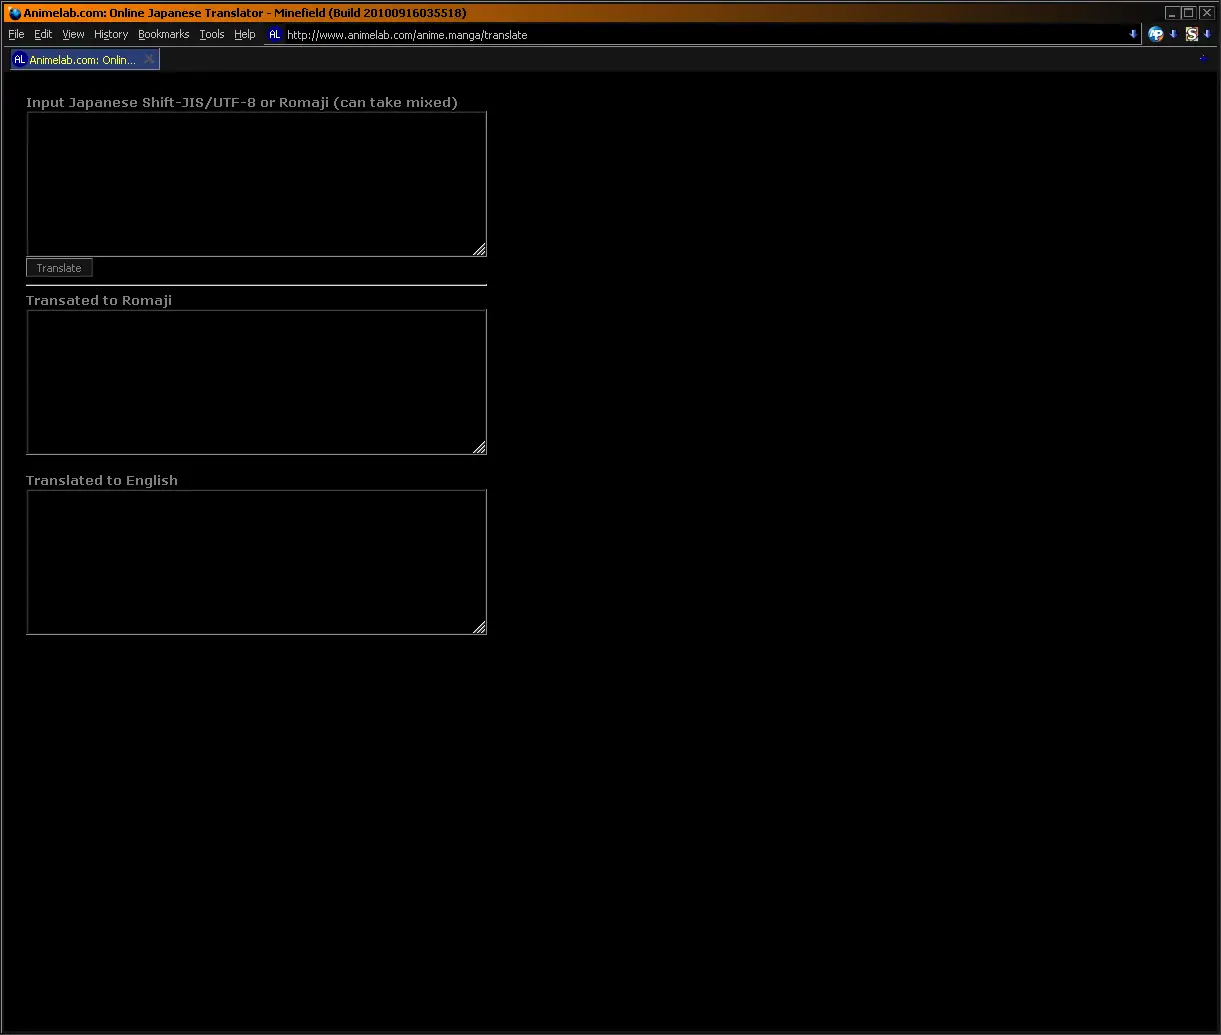 Animelab.com: Online Japanese Translator - Minefield (Build 20100916035518)
File Edit View History Bookmarks Tools Help AL http://www.animelab.com/anime.manga/translate
AL Animelab.com: Onlin...
Input Japanese Shift-JIS/UTF-8 or Romaji (can take mixed)
Translate
Transated to Romaji
Translated to English